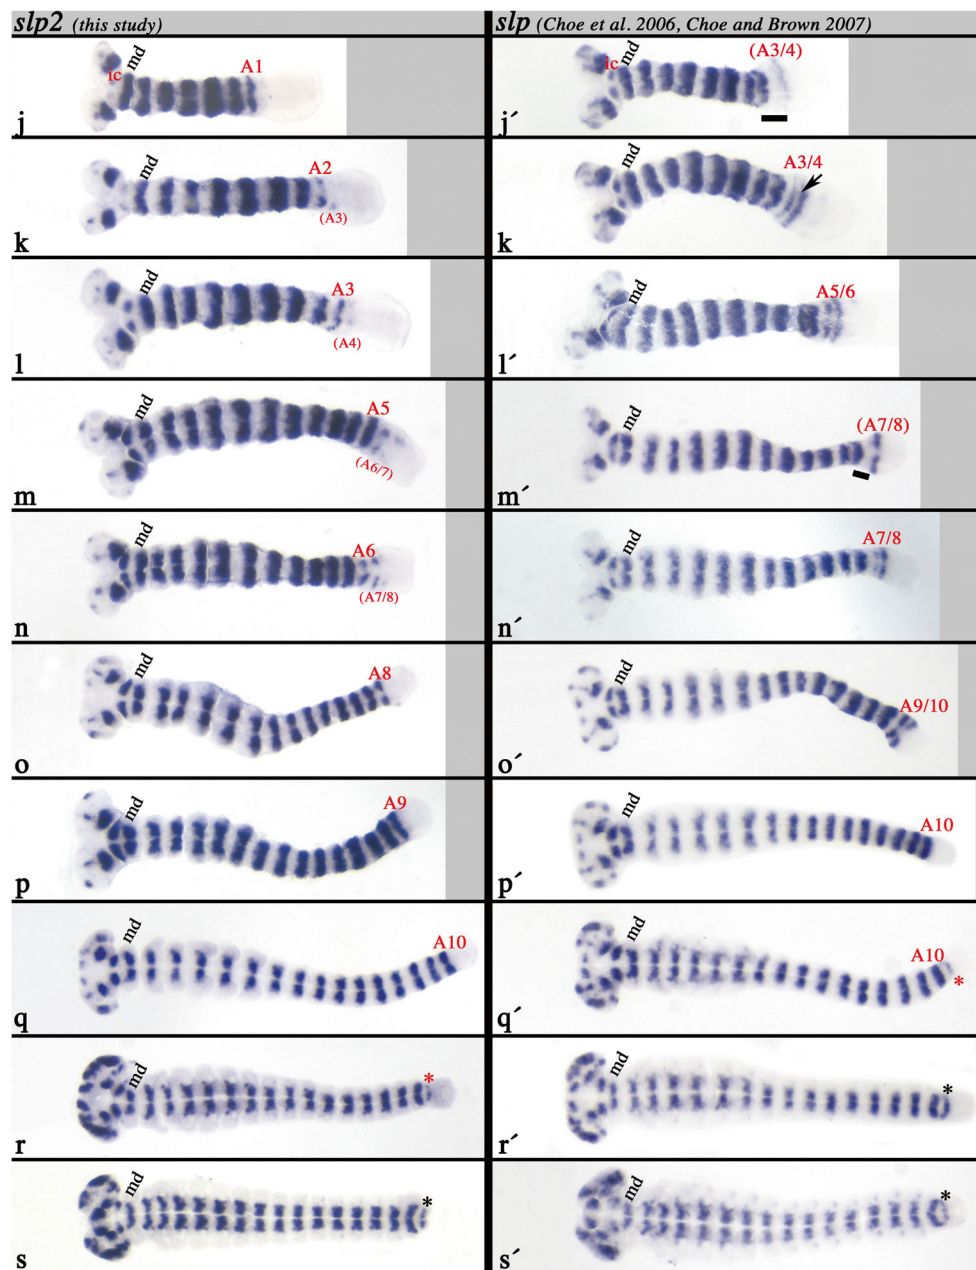 slp2 (this study)
slp (Choe et al. 2006, Choe and Brown 2007)
md
ic
A1
j
md
ic
(A3/4)
j´
md
A2
(A3)
k
md
A3/4
k
md
A3
(A4)
l
md
A5/6
l´
md
A5
(A6/7)
m
md
(A7/8)
m´
md
A6
(A7/8)
n
md
A7/8
n´
md
A8
o
md
A9/10
o´
md
A9
p
md
A10
p´
md
A10
q
md
A10
*
q´
md
*
r
md
*
r´
md
*
s
md
*
s´